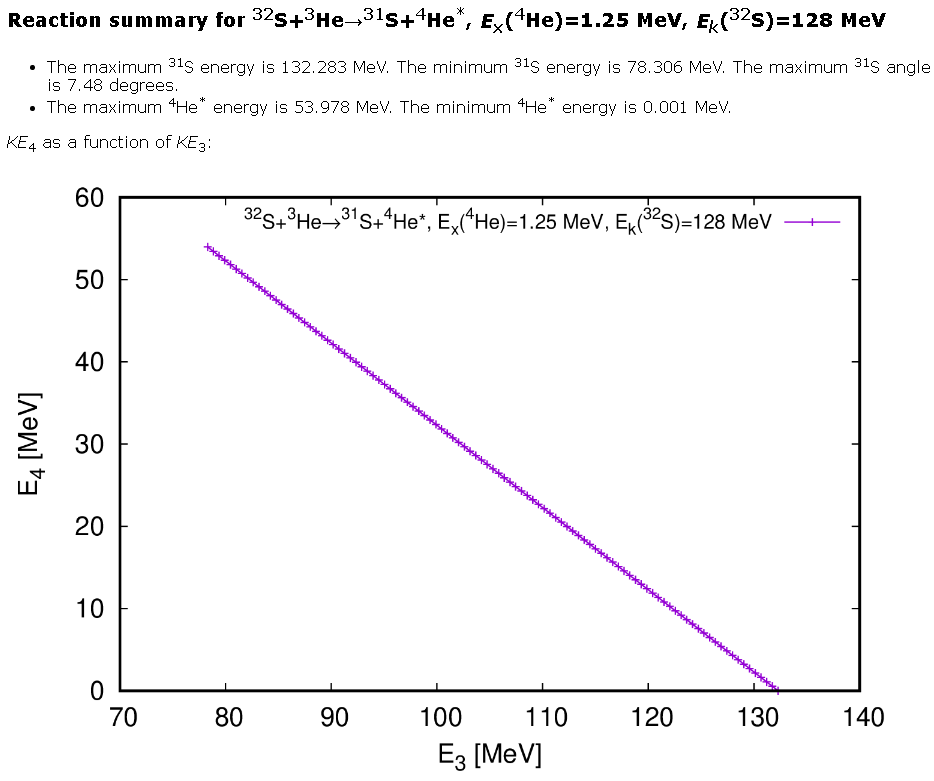 Reaction summary for ³²S+³He→³¹S+⁴He*, Eₓ(⁴He)=1.25 MeV, Eₖ(³²S)=128 MeV
• The maximum ³¹S energy is 132.283 MeV. The minimum ³¹S energy is 78.306 MeV. The maximum ³¹S angle
is 7.48 degrees.
• The maximum ⁴He* energy is 53.978 MeV. The minimum ⁴He* energy is 0.001 MeV.
KE₄ as a function of KE₃:
³²S+³He→³¹S+⁴He*, Eₓ(⁴He)=1.25 MeV, Eₖ(³²S)=128 MeV
60
50
40
30
20
10
0
E₄ [MeV]
70 80 90 100 110 120 130 140
E₃ [MeV]